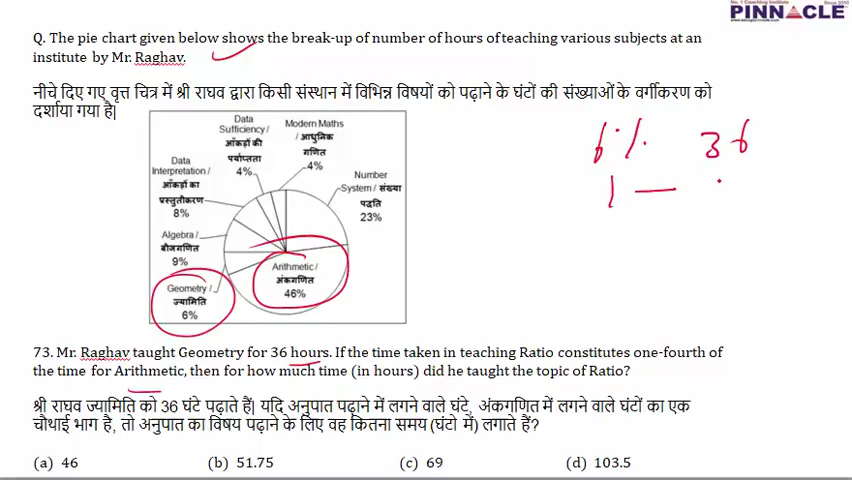 PINNACLE
Q. The pie chart given below shows the break-up of number of hours of teaching various subjects at an
institute by Mr. Raghav.
नीचे दिए गए वृत्त चित्र में श्री राघव द्वारा किसी संस्थान में विभिन्न विषयों को पढ़ाने के घंटों की संख्याओं के वर्गीकरण को
दर्शाया गया है|
Data
Sufficiency /
आँकड़ों की
पर्याप्तता
4%
Modern Maths
/ आधुनिक
गणित
4%
Data
Interpretation /
आँकड़ों का
प्रस्तुतीकरण
8%
Number
System / संख्या
पद्धति
23%
Algebra /
बीजगणित
9%
Arithmetic /
अंकगणित
46%
Geometry /
ज्यामिति
6%
6% 36
1 —
73. Mr. Raghav taught Geometry for 36 hours. If the time taken in teaching Ratio constitutes one-fourth of
the time for Arithmetic, then for how much time (in hours) did he taught the topic of Ratio?
श्री राघव ज्यामिति को 36 घंटे पढ़ाते हैं| यदि अनुपात पढ़ाने में लगने वाले घंटे, अंकगणित में लगने वाले घंटों का एक
चौथाई भाग है, तो अनुपात का विषय पढ़ाने के लिए वह कितना समय (घंटो में) लगाते हैं?
(a) 46 (b) 51.75 (c) 69 (d) 103.5